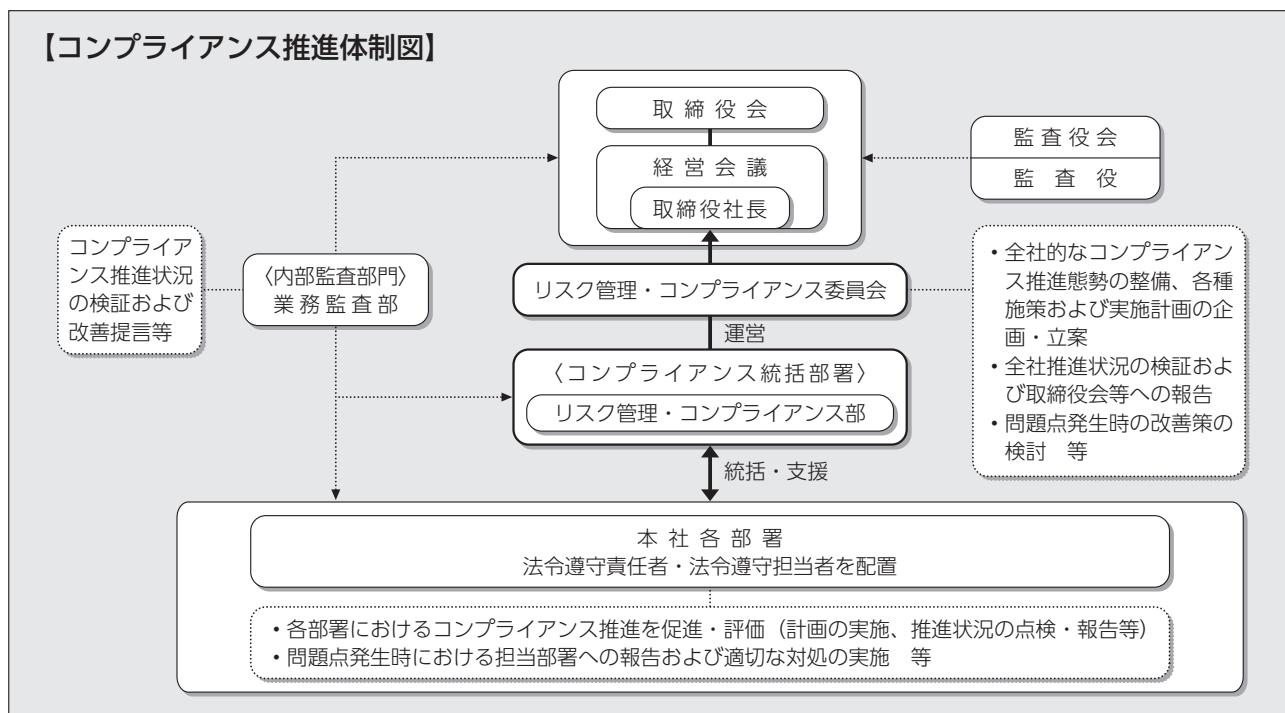 【コンプライアンス推進体制図】
取締役会
経営会議
取締役社長
監査役会
監査役
コンプライア
ンス推進状況
の検証および
改善提言等
〈内部監査部門〉
業務監査部
リスク管理・コンプライアンス委員会
運営
〈コンプライアンス統括部署〉
リスク管理・コンプライアンス部
統括・支援
・全社的なコンプライアン
ス推進態勢の整備、各種
施策および実施計画の企
画・立案
・全社推進状況の検証およ
び取締役会等への報告
・問題点発生時の改善策の
検討　等
本社各部署
法令遵守責任者・法令遵守担当者を配置
・各部署におけるコンプライアンス推進を促進・評価（計画の実施、推進状況の点検・報告等）
・問題点発生時における担当部署への報告および適切な対処の実施　等